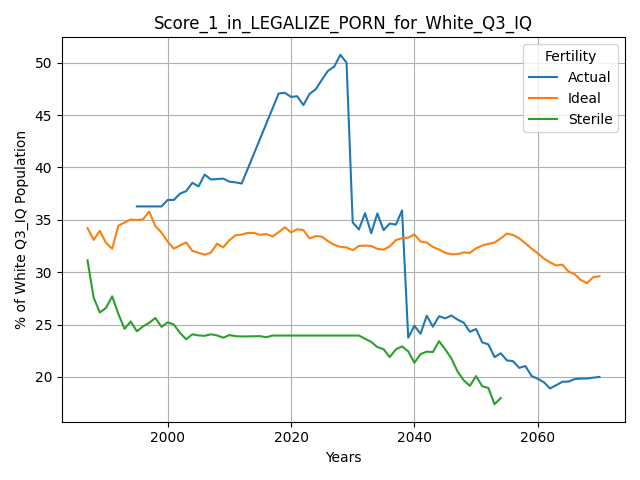 Score_1_in_LEGALIZE_PORN_for_White_Q3_IQ
Fertility
Actual
Ideal
Sterile
% of White Q3_IQ Population
50
45
40
35
30
25
20
2000 2020 2040 2060
Years